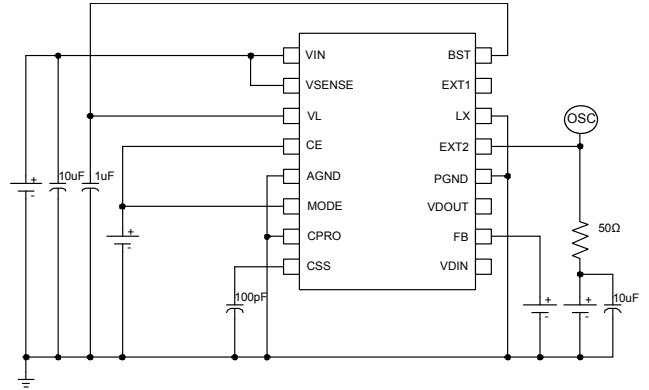 VIN
VSENSE
VL
CE
AGND
MODE
CPRO
CSS
BST
EXT1
LX
EXT2
PGND
VDOUT
FB
VDIN
OSC
50Ω
10uF
+
-
10uF
1uF
+
-
100pF
+
-
+
-